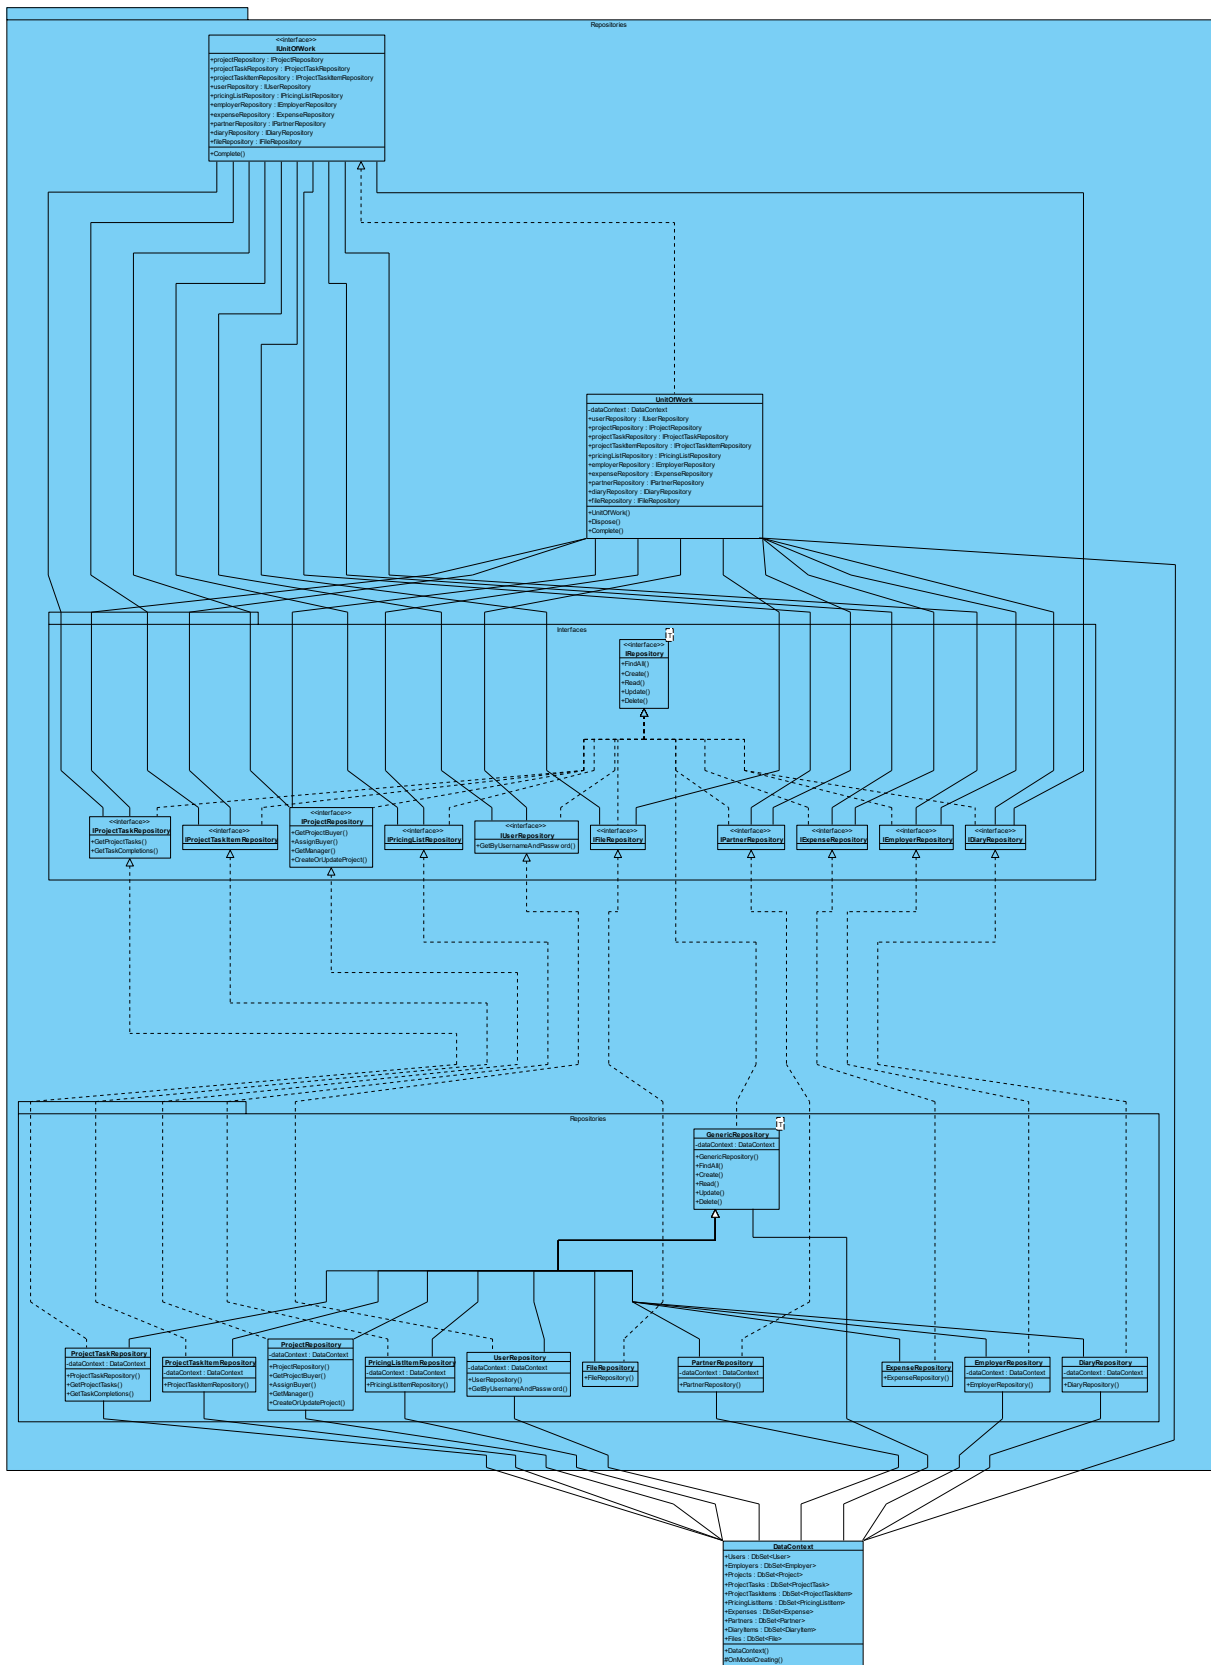 Repositories
<<interface>>
IUnitOfWork
+projectRepository : IProjectRepository
+projectTaskRepository : IProjectTaskRepository
+projectTaskItemRepository : IProjectTaskItemRepository
+userRepository : IUserRepository
+pricingListRepository : IPricingListRepository
+employerRepository : IEmployerRepository
+expenseRepository : IExpenseRepository
+partnerRepository : IPartnerRepository
+diaryRepository : IDiaryRepository
+fileRepository : IFileRepository
+Complete()
UnitOfWork
-dataContext : DataContext
+userRepository : IUserRepository
+projectRepository : IProjectRepository
+projectTaskRepository : IProjectTaskRepository
+projectTaskItemRepository : IProjectTaskItemRepository
+pricingListRepository : IPricingListRepository
+employerRepository : IEmployerRepository
+expenseRepository : IExpenseRepository
+partnerRepository : IPartnerRepository
+diaryRepository : IDiaryRepository
+fileRepository : IFileRepository
+UnitOfWork()
+Dispose()
+Complete()
Interfaces
T
<<interface>>
IRepository
+FindAll()
+Create()
+Read()
+Update()
+Delete()
<<interface>>
IProjectTaskRepository
+GetProjectTasks()
+GetTaskCompletions()
<<interface>>
IProjectTaskItemRepository
<<interface>>
IProjectRepository
+GetProjectBuyer()
+AssignBuyer()
+GetManager()
+CreateOrUpdateProject()
<<interface>>
IPricingListRepository
<<interface>>
IUserRepository
+GetByUsernameAndPassword()
<<interface>>
IFileRepository
<<interface>>
IPartnerRepository
<<interface>>
IExpenseRepository
<<interface>>
IEmployerRepository
<<interface>>
IDiaryRepository
Repositories
T
GenericRepository
-dataContext : DataContext
+GenericRepository()
+FindAll()
+Create()
+Read()
+Update()
+Delete()
ProjectTaskRepository
-dataContext : DataContext
+ProjectTaskRepository()
+GetProjectTasks()
+GetTaskCompletions()
ProjectTaskItemRepository
-dataContext : DataContext
+ProjectTaskItemRepository()
ProjectRepository
-dataContext : DataContext
+ProjectRepository()
+GetProjectBuyer()
+AssignBuyer()
+GetManager()
+CreateOrUpdateProject()
PricingListItemRepository
-dataContext : DataContext
+PricingListItemRepository()
UserRepository
-dataContext : DataContext
+UserRepository()
+GetByUsernameAndPassword()
FileRepository
+FileRepository()
PartnerRepository
-dataContext : DataContext
+PartnerRepository()
ExpenseRepository
+ExpenseRepository()
EmployerRepository
-dataContext : DataContext
+EmployerRepository()
DiaryRepository
-dataContext : DataContext
+DiaryRepository()
DataContext
+Users : DbSet<User>
+Employers : DbSet<Employer>
+Projects : DbSet<Project>
+ProjectTasks : DbSet<ProjectTask>
+ProjectTaskItems : DbSet<ProjectTaskItem>
+PricingListItems : DbSet<PricingListItem>
+Expenses : DbSet<Expense>
+Partners : DbSet<Partner>
+DiaryItems : DbSet<DiaryItem>
+Files : DbSet<File>
+DataContext()
#OnModelCreating()